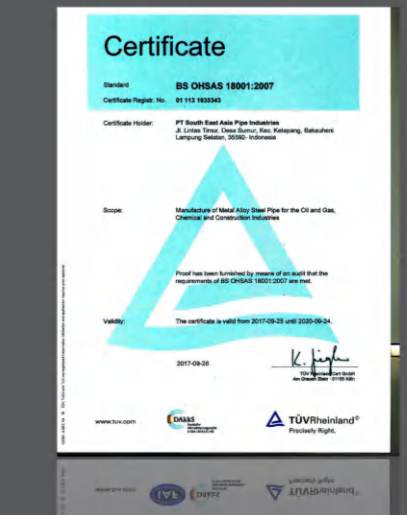 Certificate
Standard BS OHSAS 18001:2007
Certificate Registr. No. 01 113 1633343
Certificate Holder: PT South East Asia Pipe Industries
Jl. Lintas Timur, Desa Sumur, Kec. Ketapang, Bakauheni
Lampung Selatan, 35592- Indonesia
Scope: Manufacture of Metal Alloy Steel Pipe for the Oil and Gas,
Chemical and Construction Industries
Proof has been furnished by means of an audit that the
requirements of BS OHSAS 18001:2007 are met.
Validity: The certificate is valid from 2017-09-25 until 2020-09-24.
2017-09-26
TÜV Rheinland Cert GmbH
Am Grauen Stein · 51105 Köln
www.tuv.com
DAkkS
TÜVRheinland®
Precisely Right.